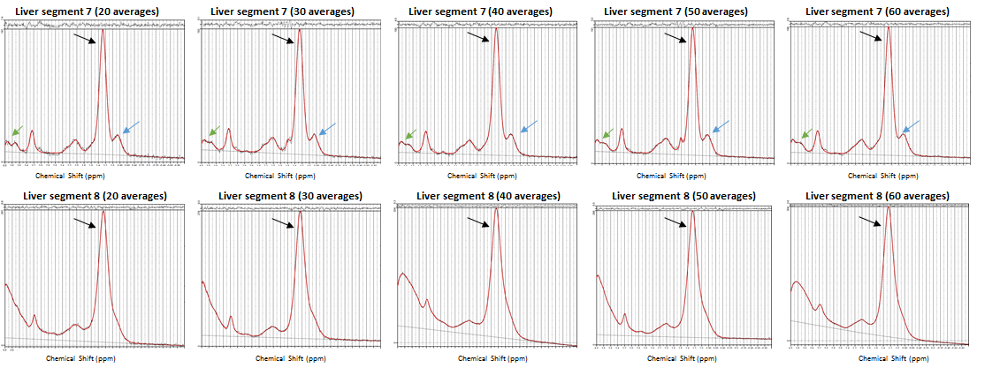 Liver segment 7 (20 averages)
Liver segment 7 (30 averages)
Liver segment 7 (40 averages)
Liver segment 7 (50 averages)
Liver segment 7 (60 averages)
Chemical Shift (ppm)
Chemical Shift (ppm)
Chemical Shift (ppm)
Chemical Shift (ppm)
Chemical Shift (ppm)
Liver segment 8 (20 averages)
Liver segment 8 (30 averages)
Liver segment 8 (40 averages)
Liver segment 8 (50 averages)
Liver segment 8 (60 averages)
Chemical Shift (ppm)
Chemical Shift (ppm)
Chemical Shift (ppm)
Chemical Shift (ppm)
Chemical Shift (ppm)